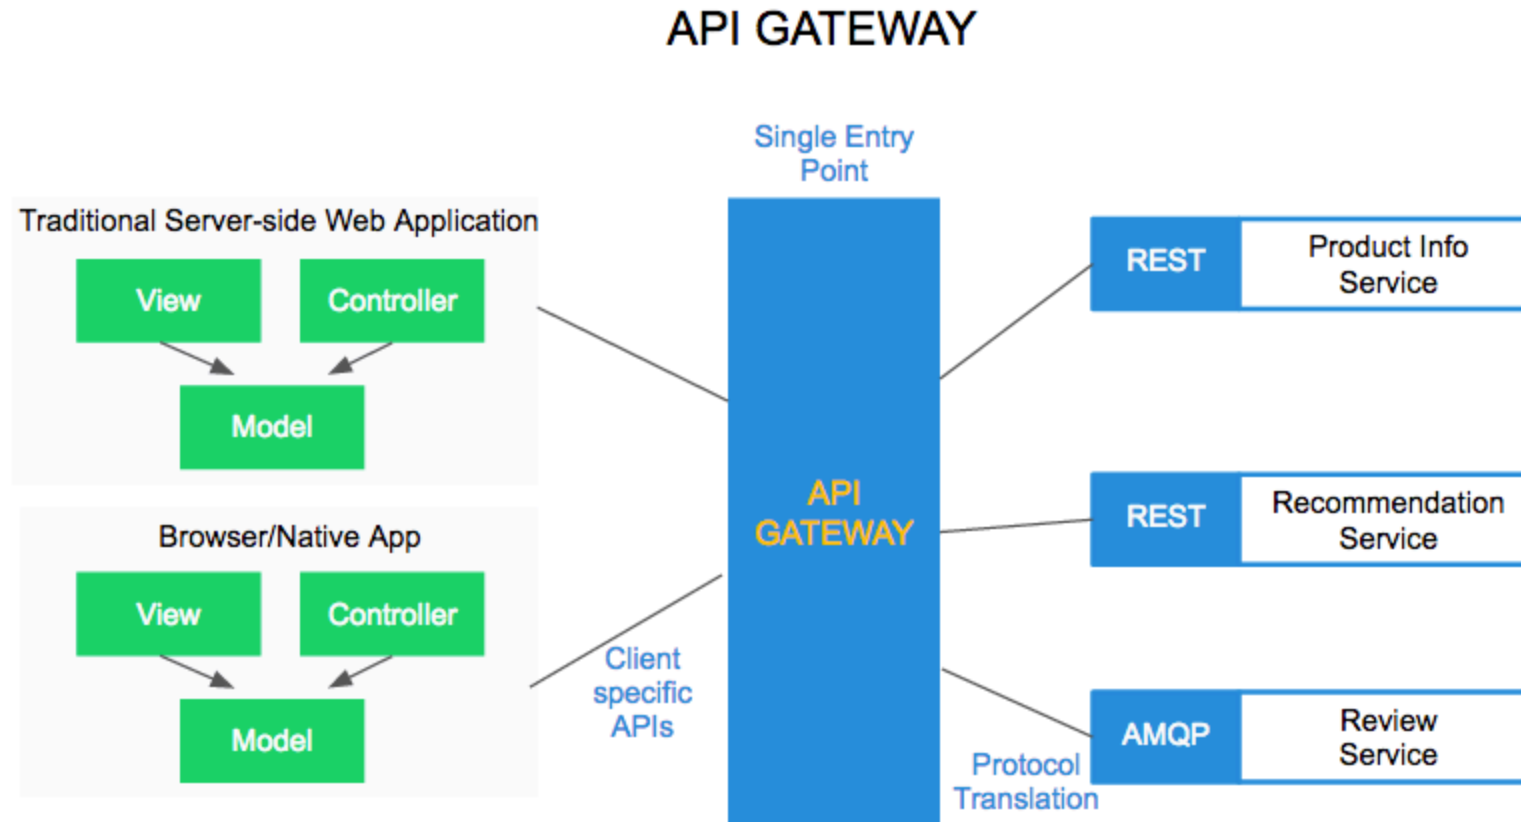 API GATEWAY
Single Entry
Point
Traditional Server-side Web Application
View
Controller
Model
Browser/Native App
View
Controller
Model
Client
specific
APIs
API
GATEWAY
Protocol
Translation
REST
Product Info
Service
REST
Recommendation
Service
AMQP
Review
Service